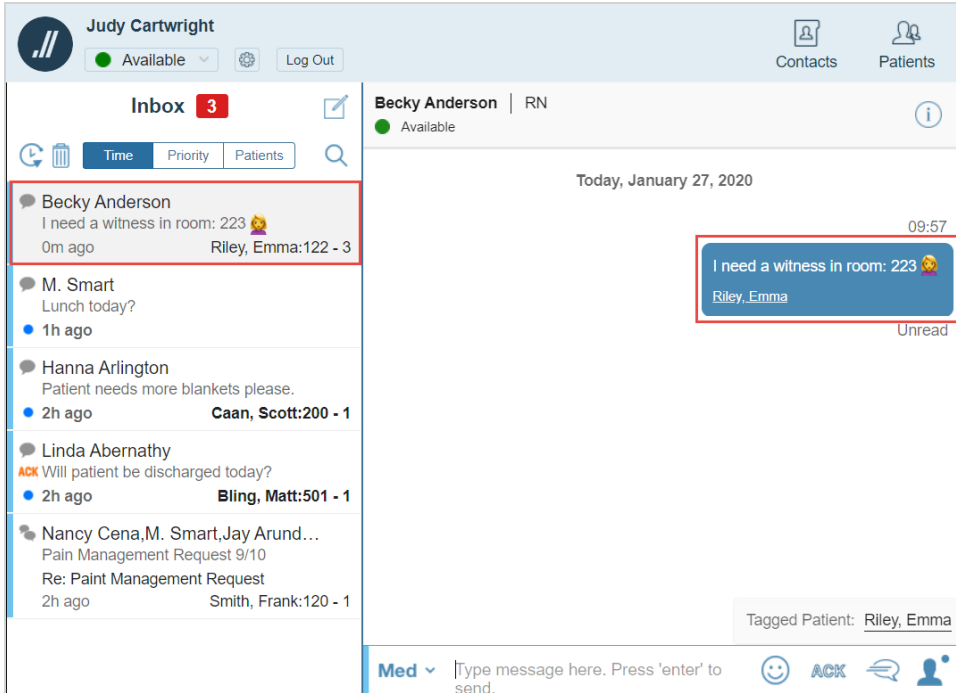 Judy Cartwright
Available
Log Out
Contacts
Patients
Inbox 3
Time Priority Patients
Becky Anderson
I need a witness in room: 223 🙅‍♀️
0m ago Riley, Emma:122 - 3
M. Smart
Lunch today?
1h ago
Hanna Arlington
Patient needs more blankets please.
2h ago Caan, Scott:200 - 1
Linda Abernathy
ACK Will patient be discharged today?
2h ago Bling, Matt:501 - 1
Nancy Cena,M. Smart,Jay Arund…
Pain Management Request 9/10
Re: Paint Management Request
2h ago Smith, Frank:120 - 1
Becky Anderson | RN
Available
Today, January 27, 2020
09:57
I need a witness in room: 223 🙅‍♀️
Riley, Emma
Unread
Tagged Patient: Riley, Emma
Med Type message here. Press 'enter' to
send.
ACK